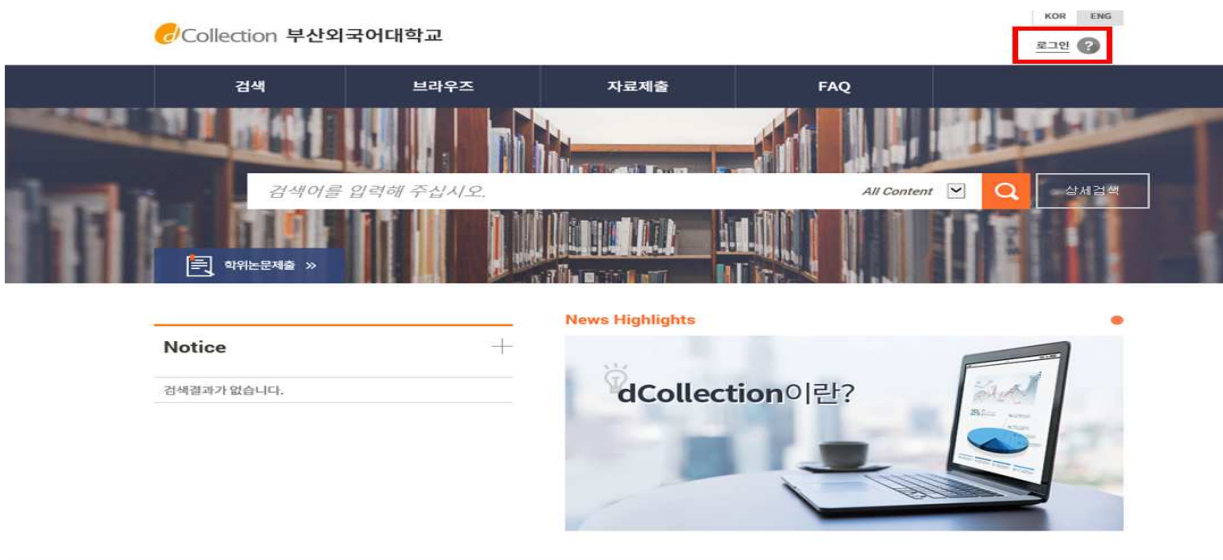 KOR ENG
dCollection 부산외국어대학교
로그인 ?
검색 브라우즈 자료제출 FAQ
검색어를 입력해 주십시오. All Content 상세검색
학위논문제출 »
News Highlights
Notice
검색결과가 없습니다.
dCollection이란?